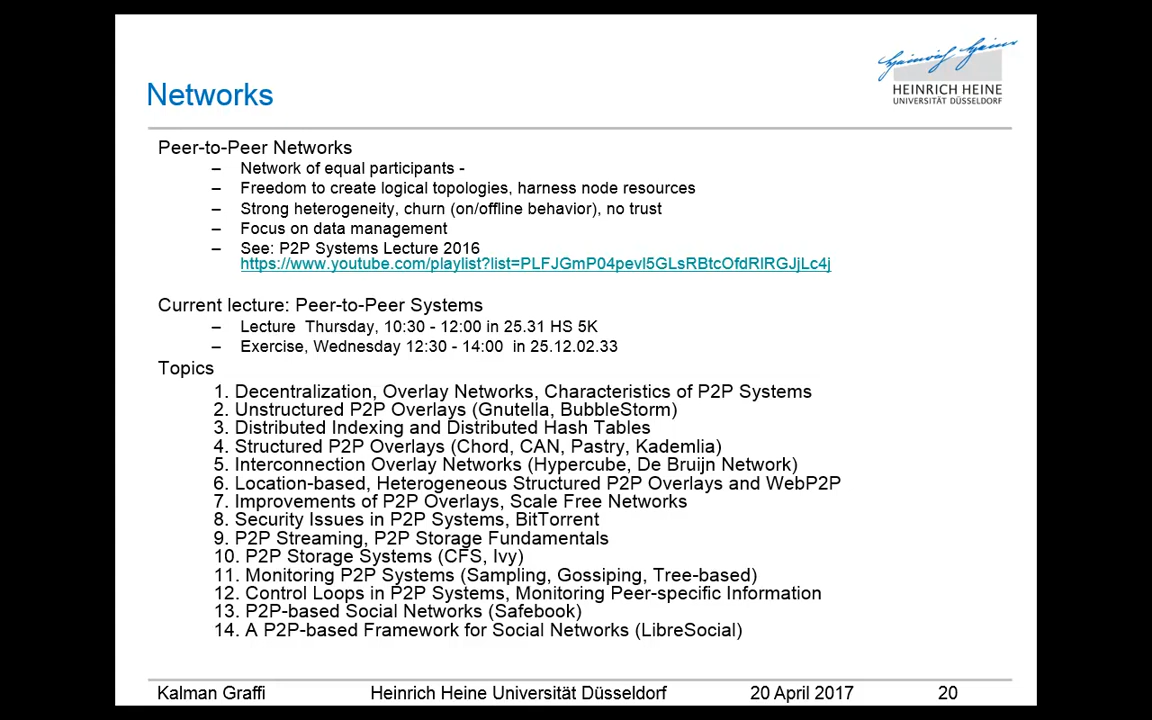 Heinrich Heine
HEINRICH HEINE
UNIVERSITÄT DÜSSELDORF
Networks
Peer-to-Peer Networks
– Network of equal participants -
– Freedom to create logical topologies, harness node resources
– Strong heterogeneity, churn (on/offline behavior), no trust
– Focus on data management
– See: P2P Systems Lecture 2016
https://www.youtube.com/playlist?list=PLFJGmP04pevl5GLsRBtcOfdRlRGJjLc4j
Current lecture: Peer-to-Peer Systems
– Lecture Thursday, 10:30 - 12:00 in 25.31 HS 5K
– Exercise, Wednesday 12:30 - 14:00 in 25.12.02.33
Topics
1. Decentralization, Overlay Networks, Characteristics of P2P Systems
2. Unstructured P2P Overlays (Gnutella, BubbleStorm)
3. Distributed Indexing and Distributed Hash Tables
4. Structured P2P Overlays (Chord, CAN, Pastry, Kademlia)
5. Interconnection Overlay Networks (Hypercube, De Bruijn Network)
6. Location-based, Heterogeneous Structured P2P Overlays and WebP2P
7. Improvements of P2P Overlays, Scale Free Networks
8. Security Issues in P2P Systems, BitTorrent
9. P2P Streaming, P2P Storage Fundamentals
10. P2P Storage Systems (CFS, Ivy)
11. Monitoring P2P Systems (Sampling, Gossiping, Tree-based)
12. Control Loops in P2P Systems, Monitoring Peer-specific Information
13. P2P-based Social Networks (Safebook)
14. A P2P-based Framework for Social Networks (LibreSocial)
Kalman Graffi Heinrich Heine Universität Düsseldorf 20 April 2017 20